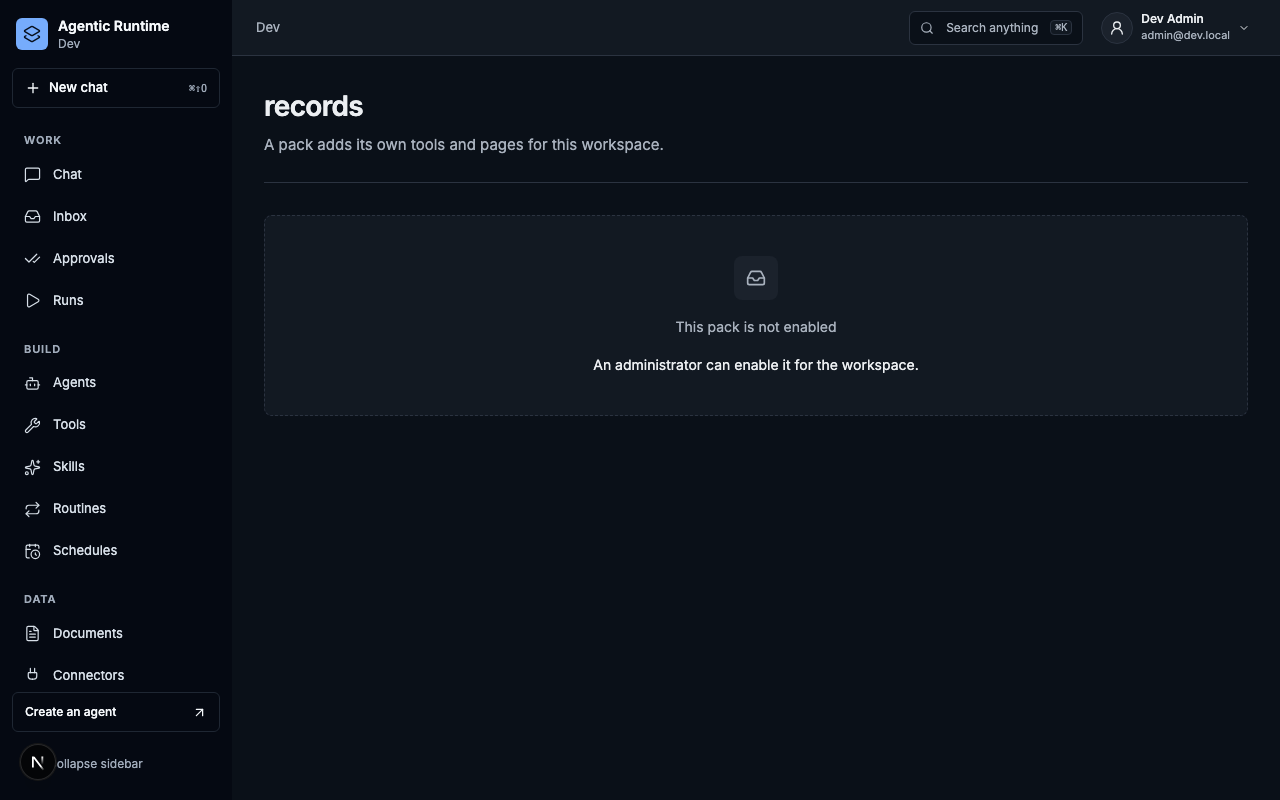 Agentic Runtime
Dev
New chat
⌘⇧O
WORK
Chat
Inbox
Approvals
Runs
BUILD
Agents
Tools
Skills
Routines
Schedules
DATA
Documents
Connectors
Create an agent
N
ollapse sidebar
Dev
Search anything
⌘K
Dev Admin
admin@dev.local
records
A pack adds its own tools and pages for this workspace.
This pack is not enabled
An administrator can enable it for the workspace.